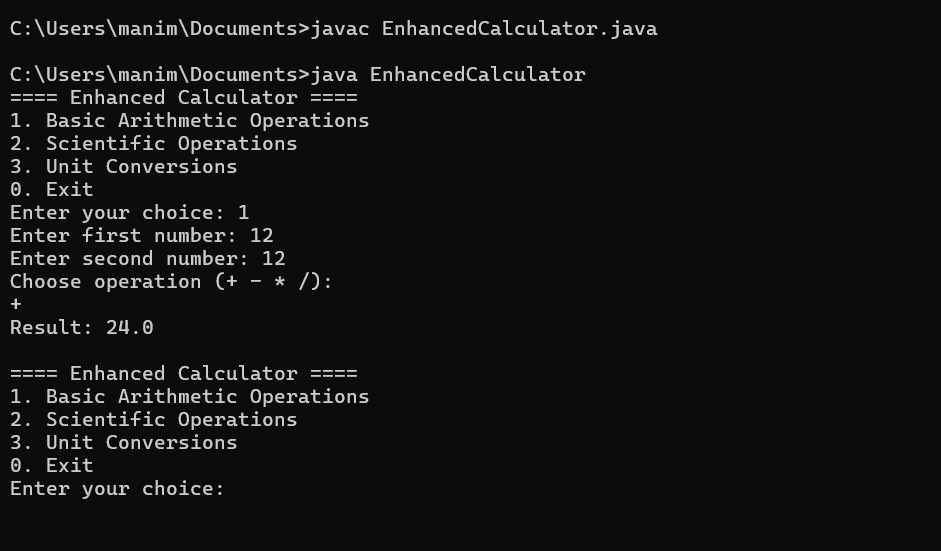 C:\Users\manim\Documents>javac EnhancedCalculator.java
C:\Users\manim\Documents>java EnhancedCalculator
==== Enhanced Calculator ====
1. Basic Arithmetic Operations
2. Scientific Operations
3. Unit Conversions
0. Exit
Enter your choice: 1
Enter first number: 12
Enter second number: 12
Choose operation (+ - * /):
+
Result: 24.0
==== Enhanced Calculator ====
1. Basic Arithmetic Operations
2. Scientific Operations
3. Unit Conversions
0. Exit
Enter your choice: